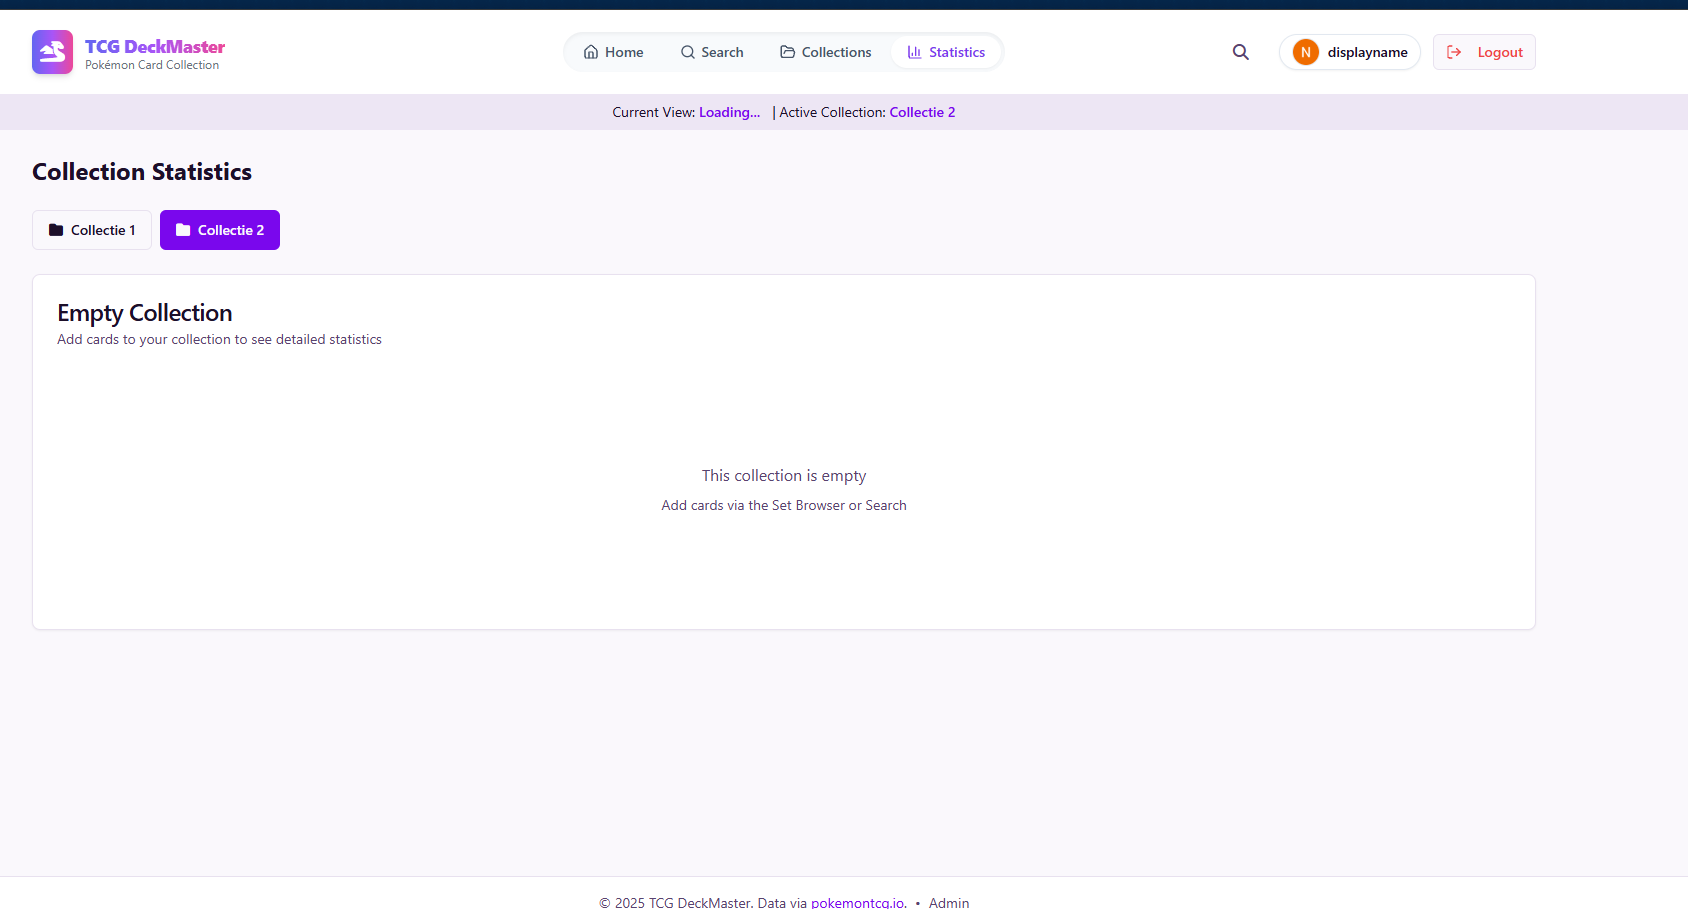 TCG DeckMaster
Pokémon Card Collection
Home
Search
Collections
Statistics
N
displayname
Logout
Current View: Loading... | Active Collection: Collectie 2
Collection Statistics
Collectie 1
Collectie 2
Empty Collection
Add cards to your collection to see detailed statistics
This collection is empty
Add cards via the Set Browser or Search
© 2025 TCG DeckMaster. Data via pokemontcg.io. • Admin